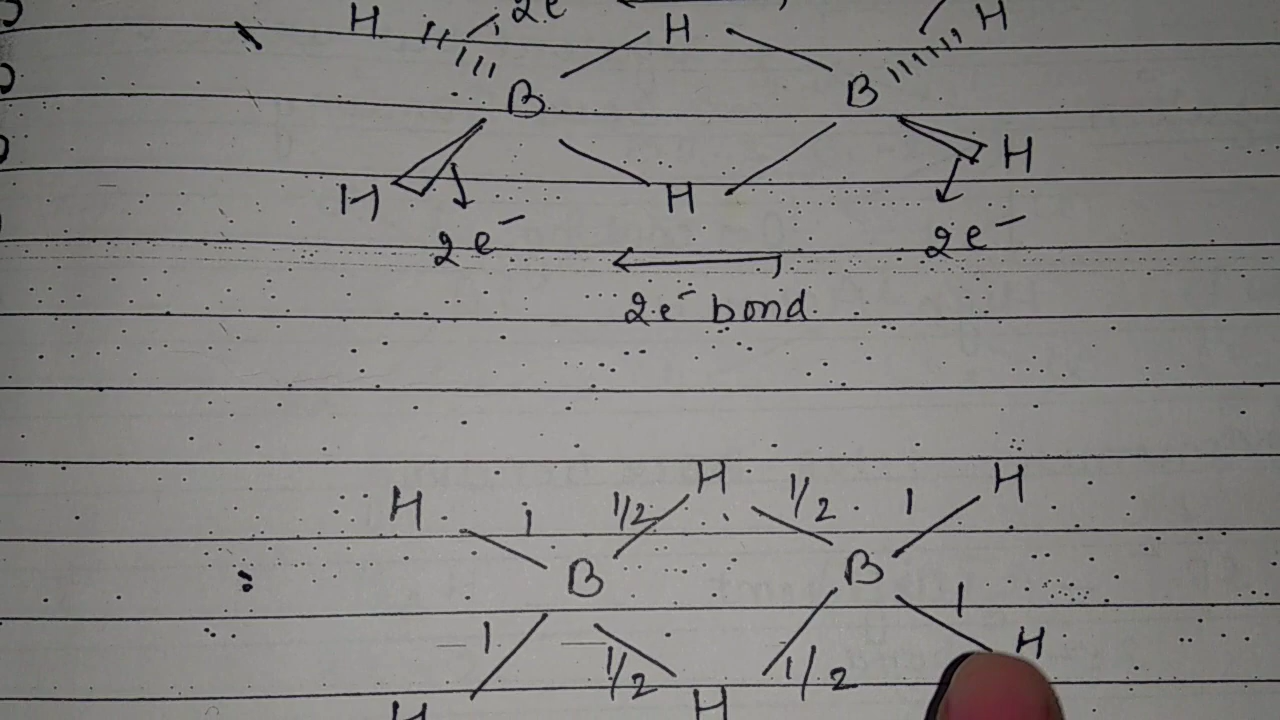 H 2e H H
B B
H H H
2e⁻ 2e⁻
2e⁻ bond
H 1 1/2 H 1/2 1 H
B B
1 1/2 1/2 1 H
H H